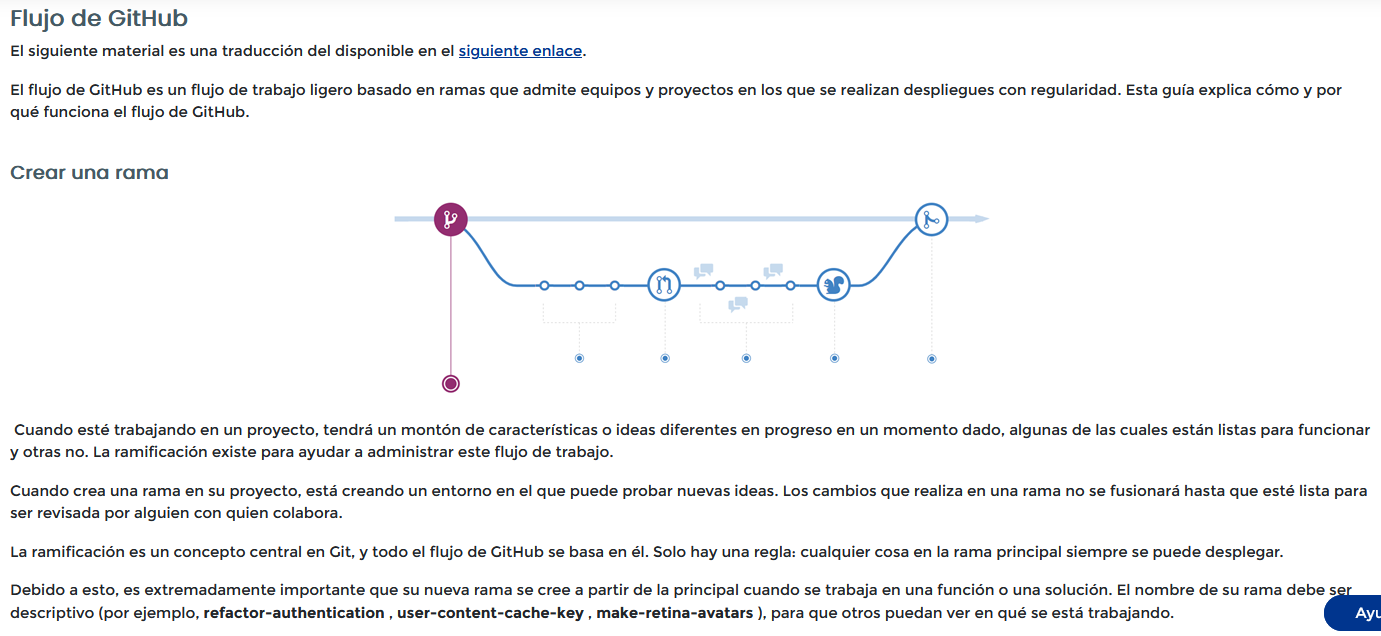 Flujo de GitHub
El siguiente material es una traducción del disponible en el siguiente enlace.
El flujo de GitHub es un flujo de trabajo ligero basado en ramas que admite equipos y proyectos en los que se realizan despliegues con regularidad. Esta guía explica cómo y por
qué funciona el flujo de GitHub.
Crear una rama
Cuando esté trabajando en un proyecto, tendrá un montón de características o ideas diferentes en progreso en un momento dado, algunas de las cuales están listas para funcionar
y otras no. La ramificación existe para ayudar a administrar este flujo de trabajo.
Cuando crea una rama en su proyecto, está creando un entorno en el que puede probar nuevas ideas. Los cambios que realiza en una rama no se fusionará hasta que esté lista para
ser revisada por alguien con quien colabora.
La ramificación es un concepto central en Git, y todo el flujo de GitHub se basa en él. Solo hay una regla: cualquier cosa en la rama principal siempre se puede desplegar.
Debido a esto, es extremadamente importante que su nueva rama se cree a partir de la principal cuando se trabaja en una función o una solución. El nombre de su rama debe ser
descriptivo (por ejemplo, refactor-authentication , user-content-cache-key , make-retina-avatars ), para que otros puedan ver en qué se está trabajando.
Ayu